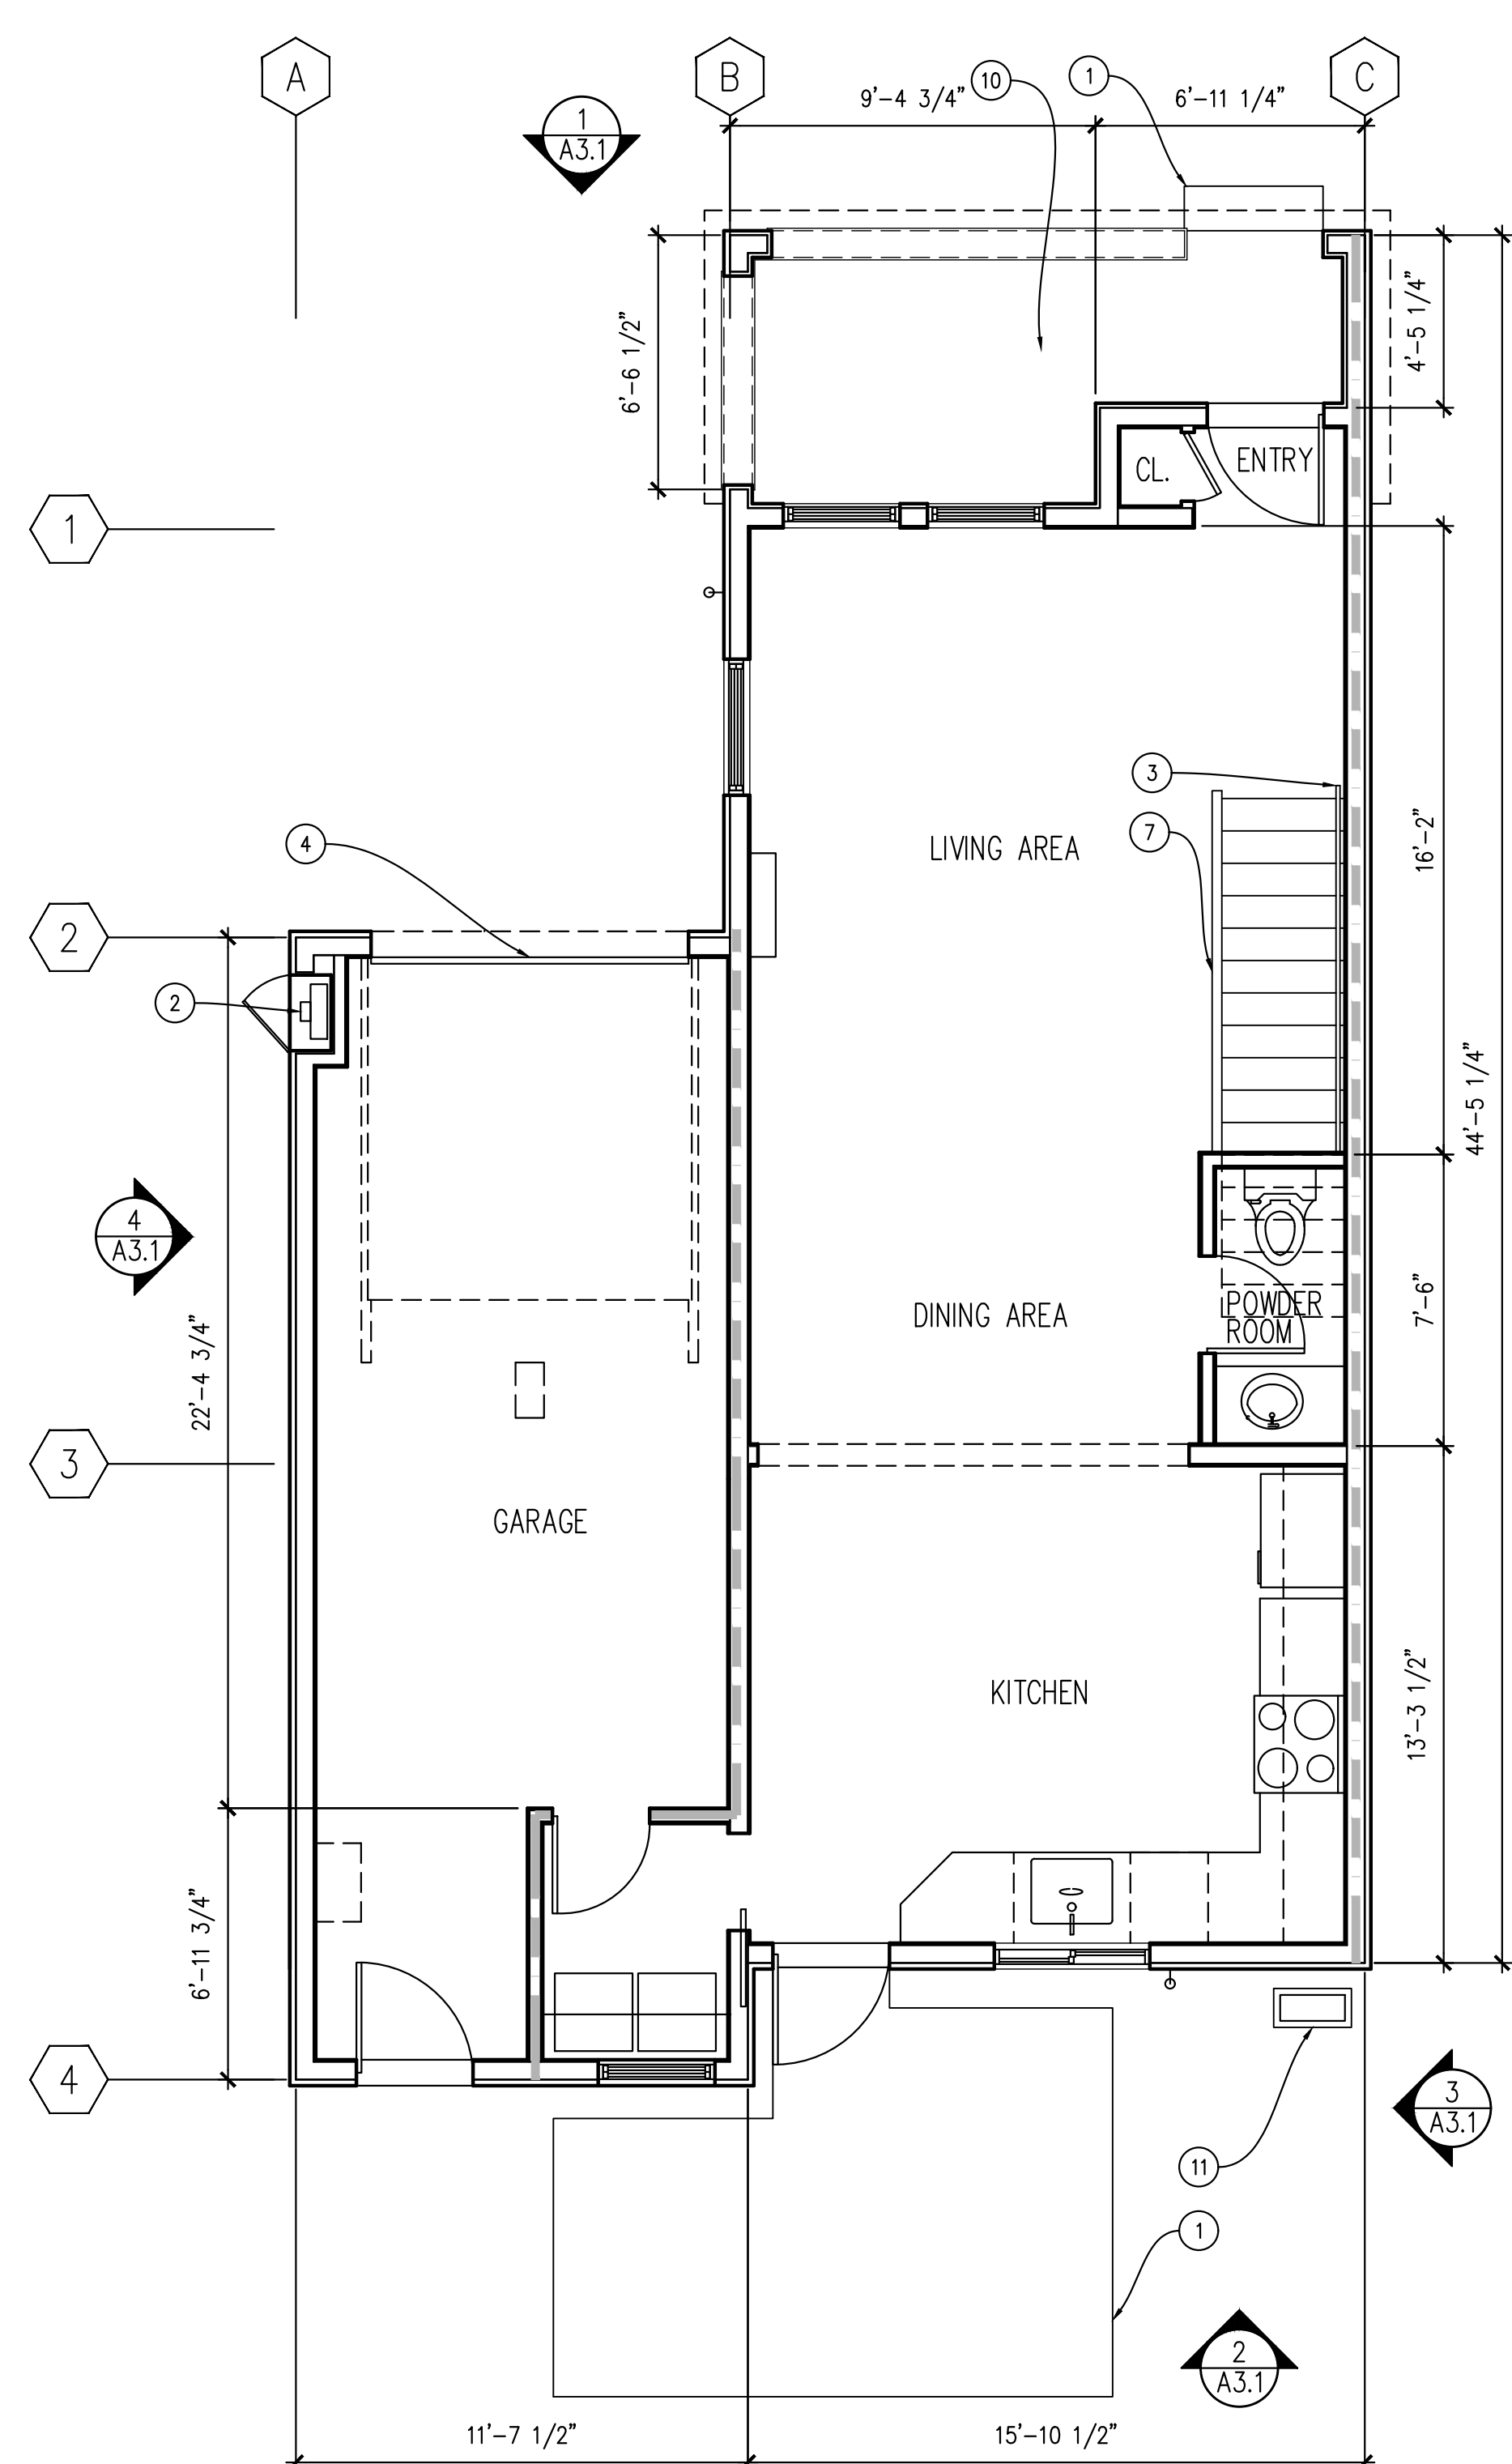 A
B
C
1
A3.1
9'-4 3/4"
10
1
6'-11 1/4"
6'-6 1/2"
4'-5 1/4"
CL.
ENTRY
1
3
7
16'-2"
LIVING AREA
4
2
2
44'-5 1/4"
4
A3.1
22'-4 3/4"
DINING AREA
POWDER
ROOM
7'-6"
3
GARAGE
KITCHEN
13'-3 1/2"
6'-11 3/4"
4
3
A3.1
11
1
2
A3.1
11'-7 1/2"
15'-10 1/2"